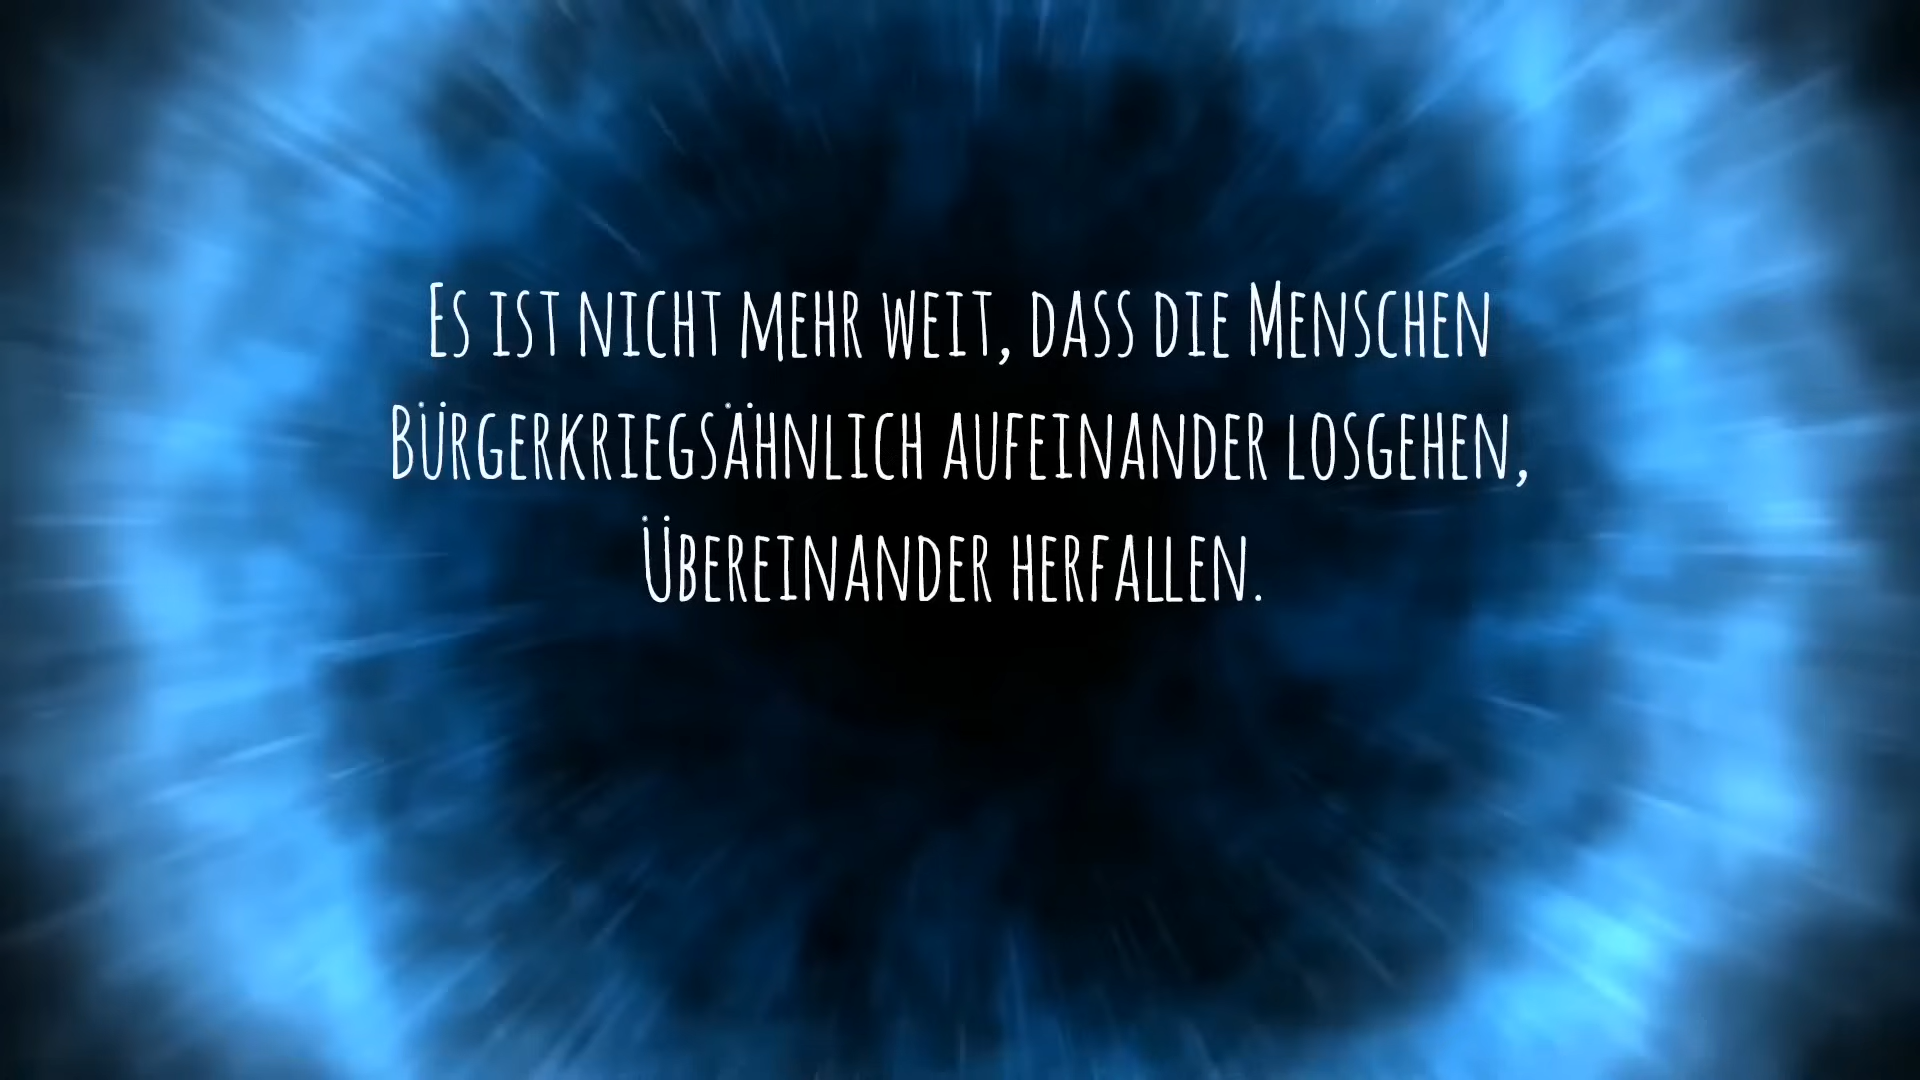 Es ist nicht mehr weit, dass die Menschen
bürgerkriegsähnlich aufeinander losgehen,
übereinander herfallen.